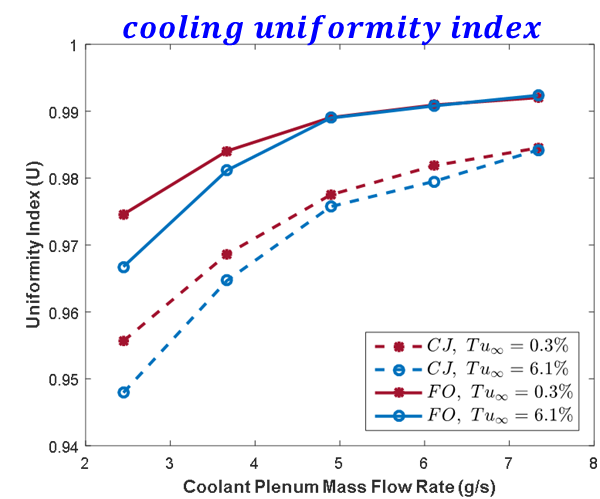 cooling uniformity index
1
0.99
0.98
0.97
0.96
0.95
0.94
Uniformity Index (U)
CJ, Tu∞ = 0.3%
CJ, Tu∞ = 6.1%
FO, Tu∞ = 0.3%
FO, Tu∞ = 6.1%
2 3 4 5 6 7 8
Coolant Plenum Mass Flow Rate (g/s)